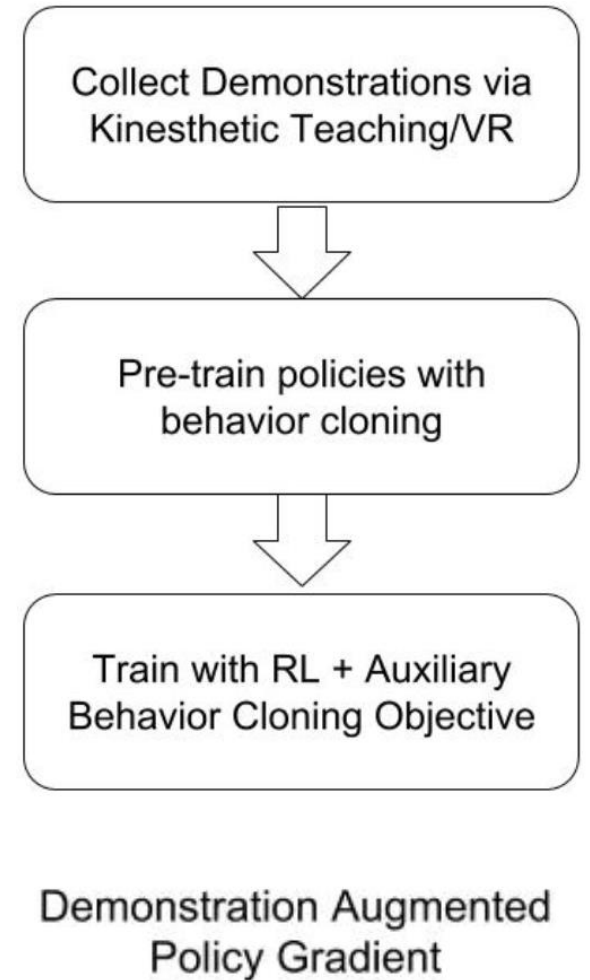 Collect Demonstrations via
Kinesthetic Teaching/VR
Pre-train policies with
behavior cloning
Train with RL + Auxiliary
Behavior Cloning Objective
Demonstration Augmented
Policy Gradient